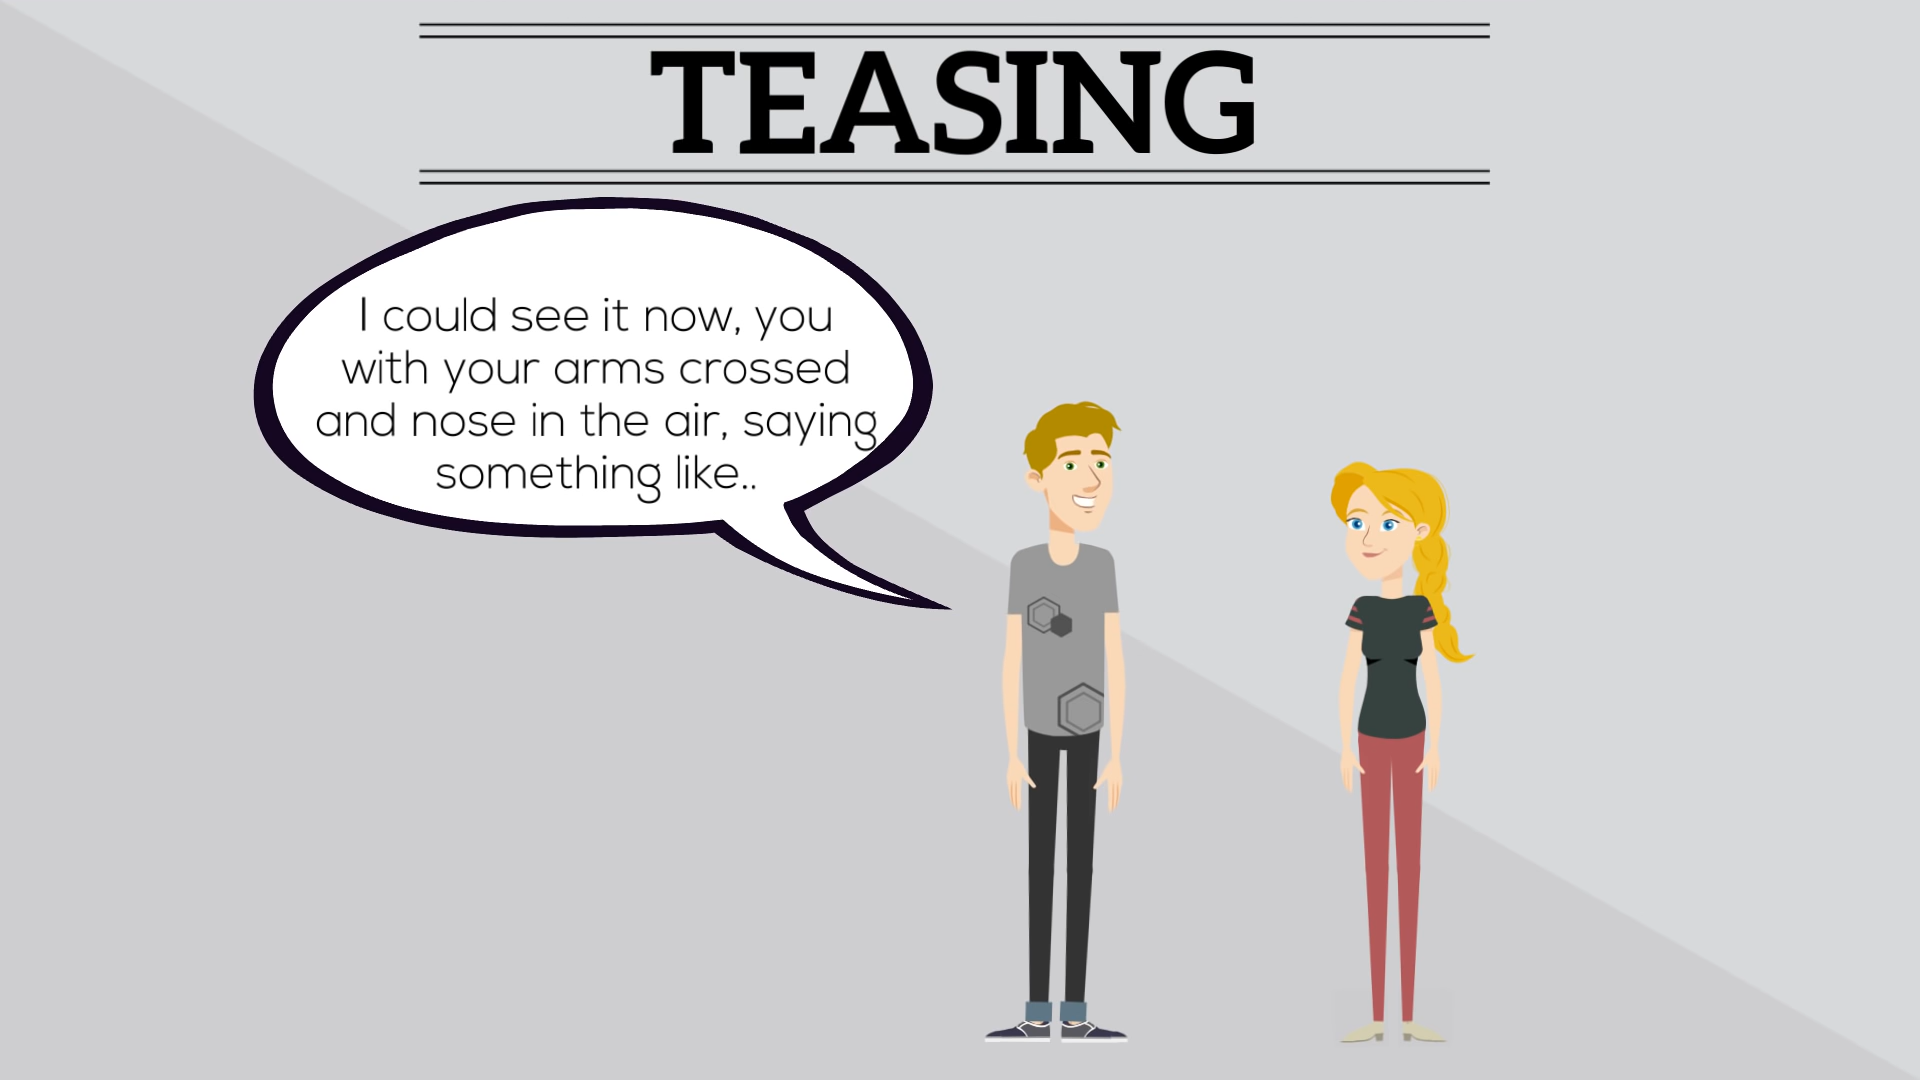 TEASING
I could see it now, you
with your arms crossed
and nose in the air, saying
something like..